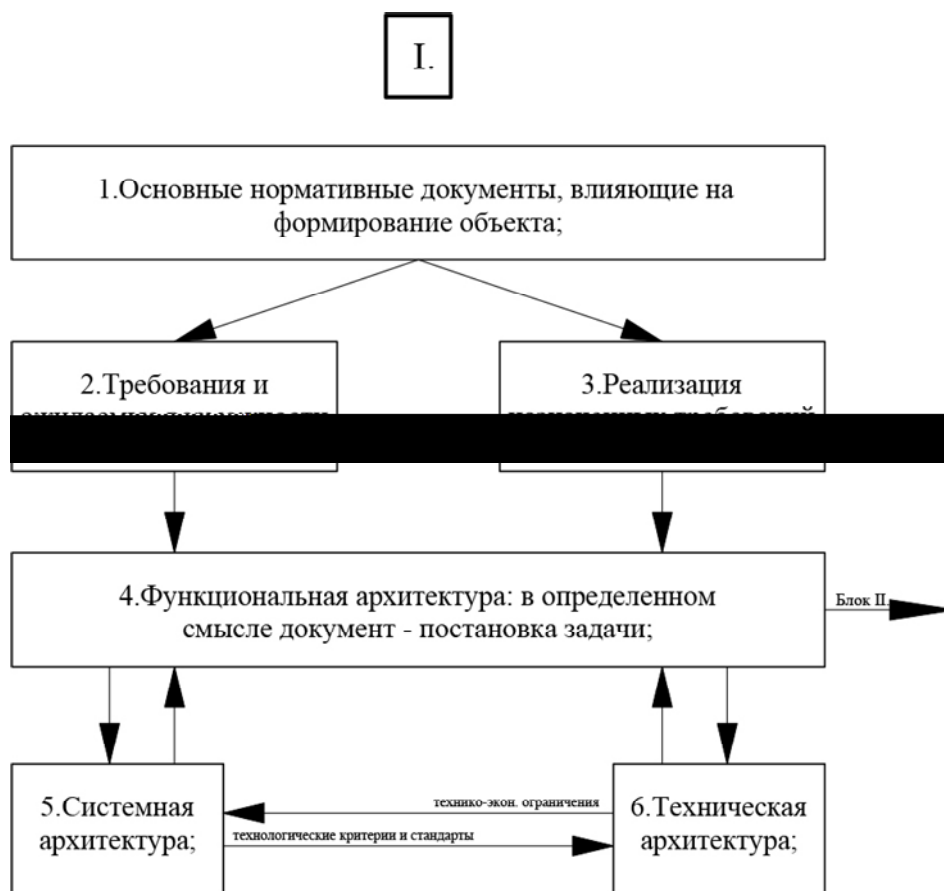 I.
1.Основные нормативные документы, влияющие на
формирование объекта;
2.Требования и
3.Реализация
4.Функциональная архитектура: в определенном
смысле документ - постановка задачи;
Блок II.
5.Системная
архитектура;
технико-экон. ограничения
технологические критерии и стандарты
6.Техническая
архитектура;